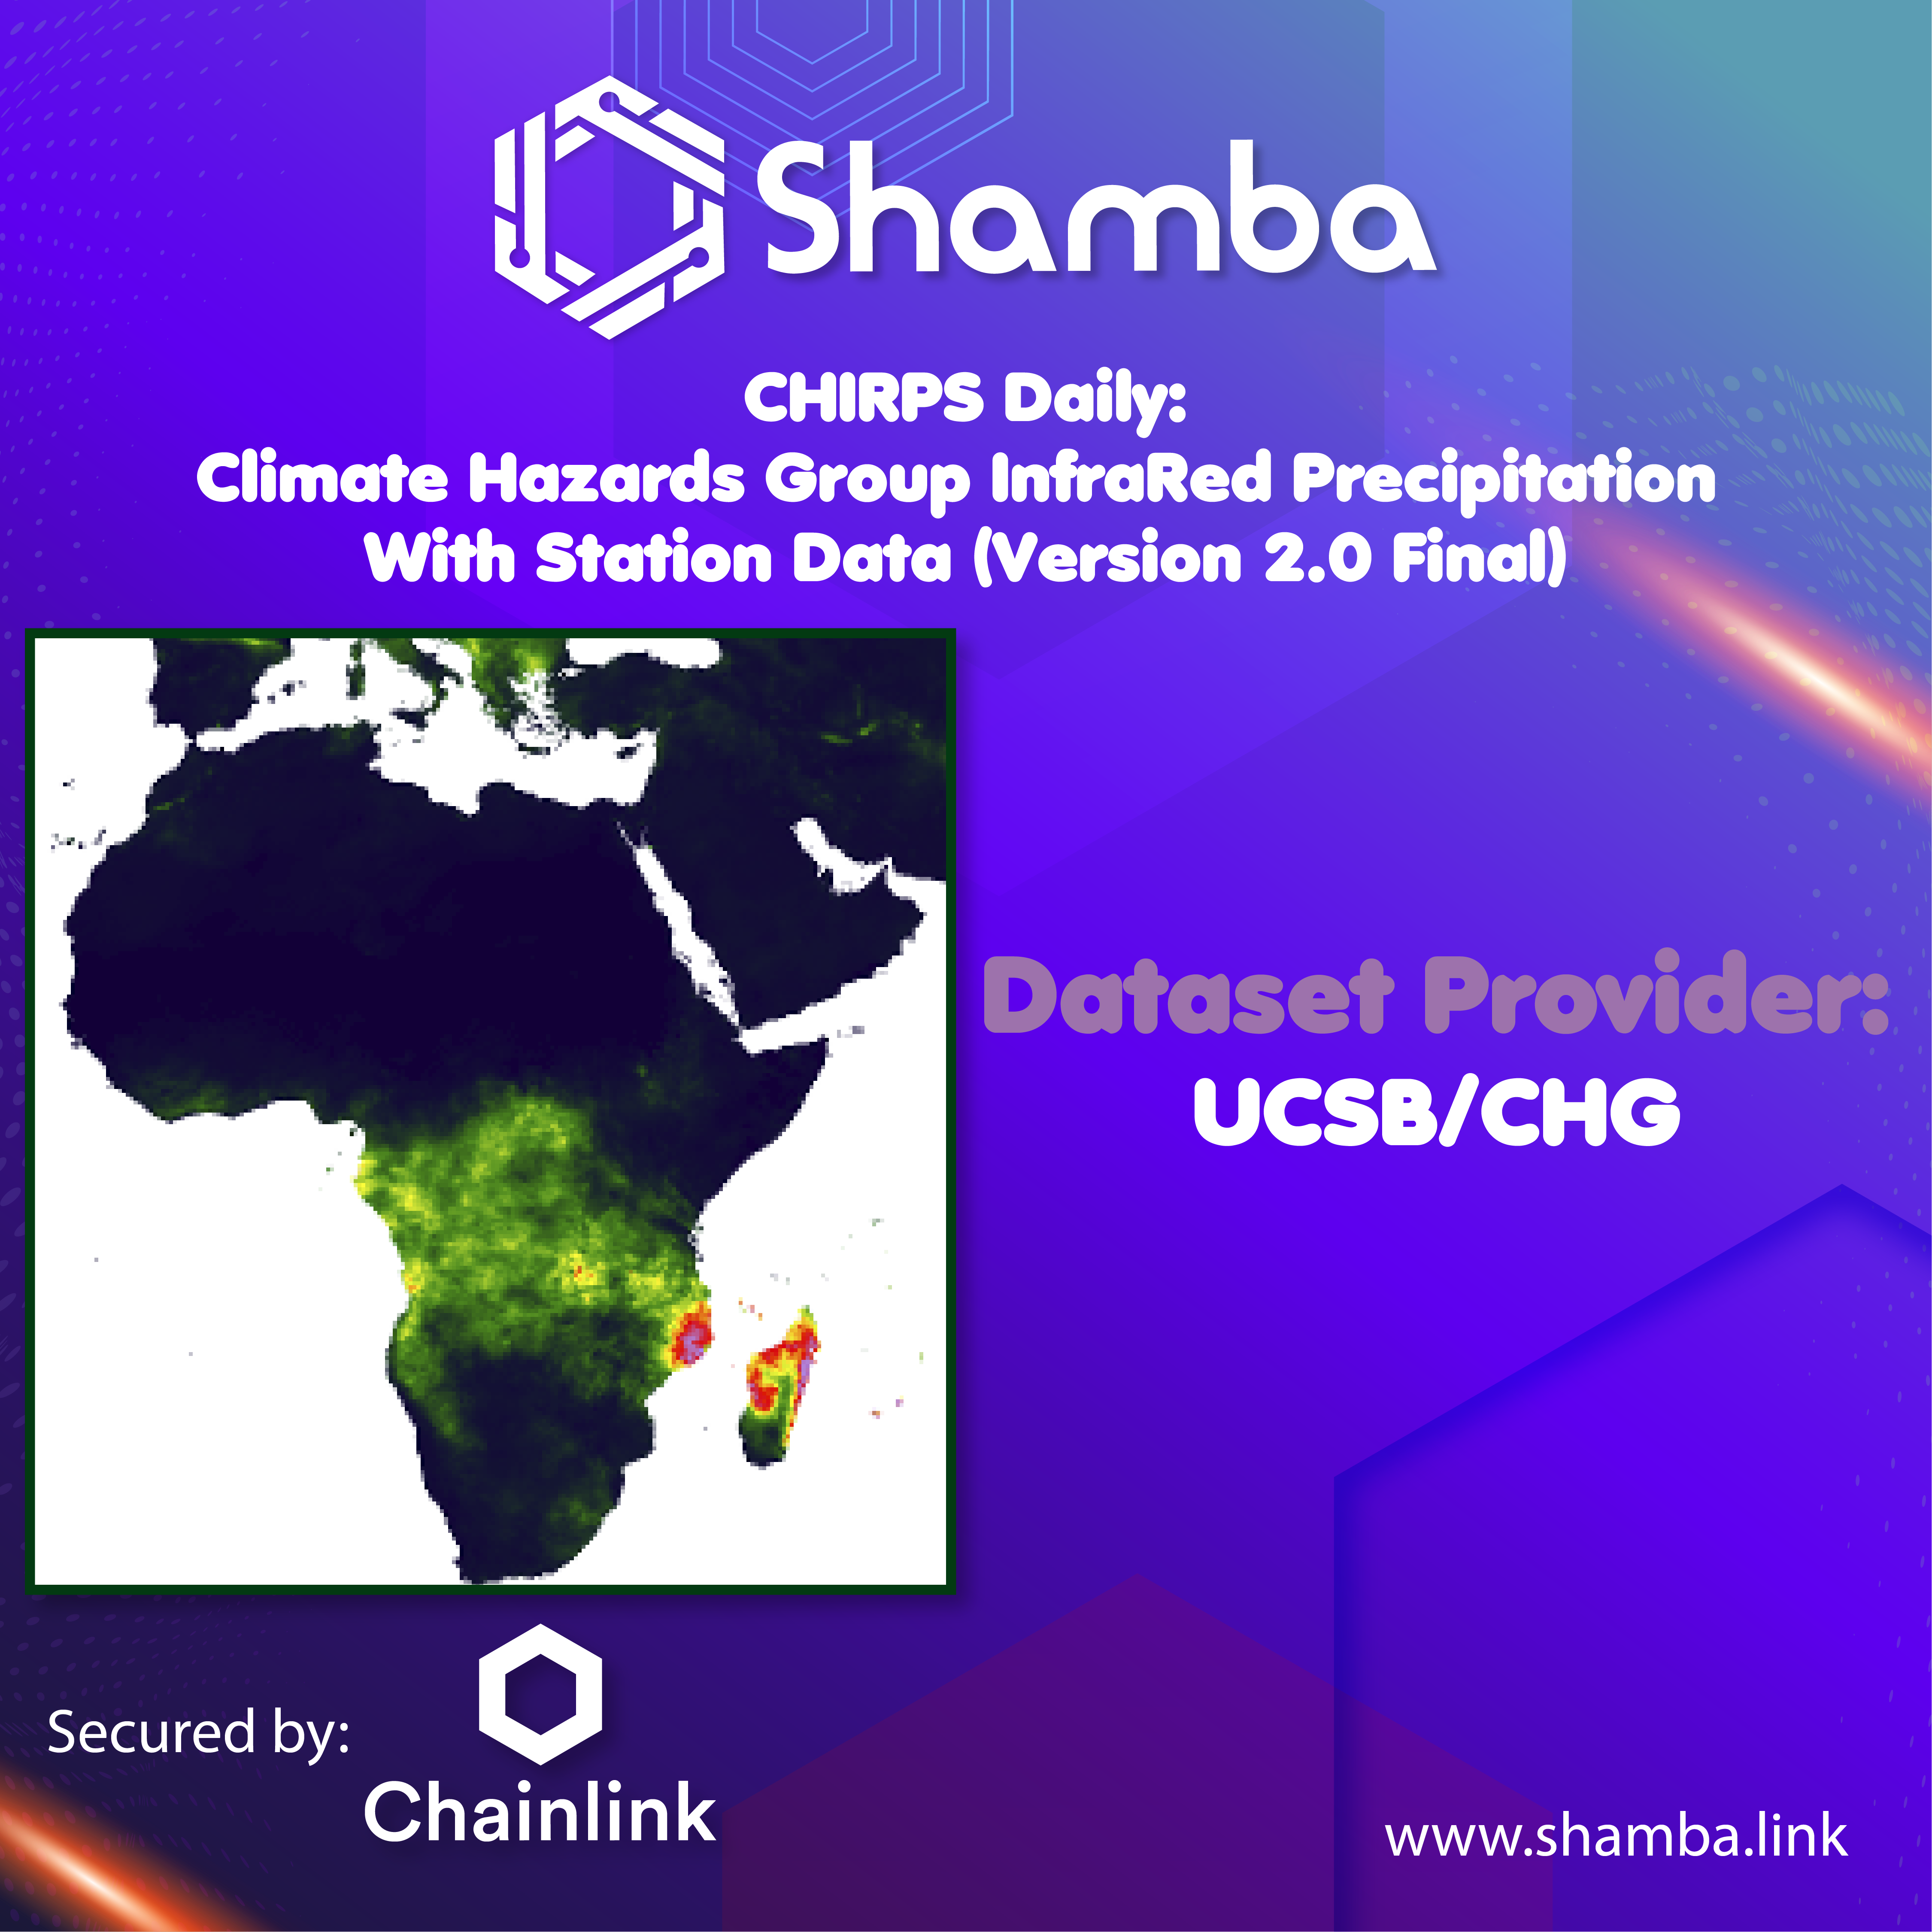 Shamba
CHIRPS Daily:
Climate Hazards Group InfraRed Precipitation
With Station Data (Version 2.0 Final)
Dataset Provider:
UCSB/CHG
Secured by:
Chainlink
www.shamba.link